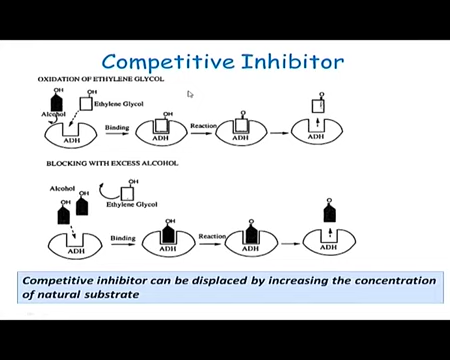 Competitive Inhibitor
OXIDATION OF ETHYLENE GLYCOL
OH
OH
Ethylene Glycol
Alcohol
OH
O
O
ADH
Binding
ADH
Reaction
ADH
ADH
BLOCKING WITH EXCESS ALCOHOL
Alcohol
OH
OH
OH
Ethylene Glycol
OH
O
O
ADH
Binding
ADH
Reaction
ADH
ADH
Competitive inhibitor can be displaced by increasing the concentration
of natural substrate